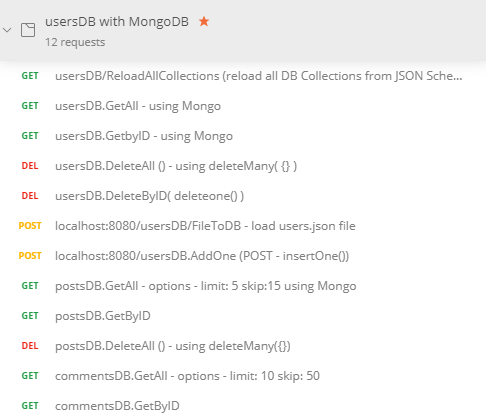 usersDB with MongoDB
12 requests
GET usersDB/ReloadAllCollections (reload all DB Collections from JSON Sche...
GET usersDB.GetAll - using Mongo
GET usersDB.GetbyID - using Mongo
DEL usersDB.DeleteAll () - using deleteMany( {} )
DEL usersDB.DeleteByID( deleteone() )
POST localhost:8080/usersDB/FileToDB - load users.json file
POST localhost:8080/usersDB.AddOne (POST - insertOne())
GET postsDB.GetAll - options - limit: 5 skip:15 using Mongo
GET postsDB.GetByID
DEL postsDB.DeleteAll () - using deleteMany({})
GET commentsDB.GetAll - options - limit: 10 skip: 50
GET commentsDB.GetByID